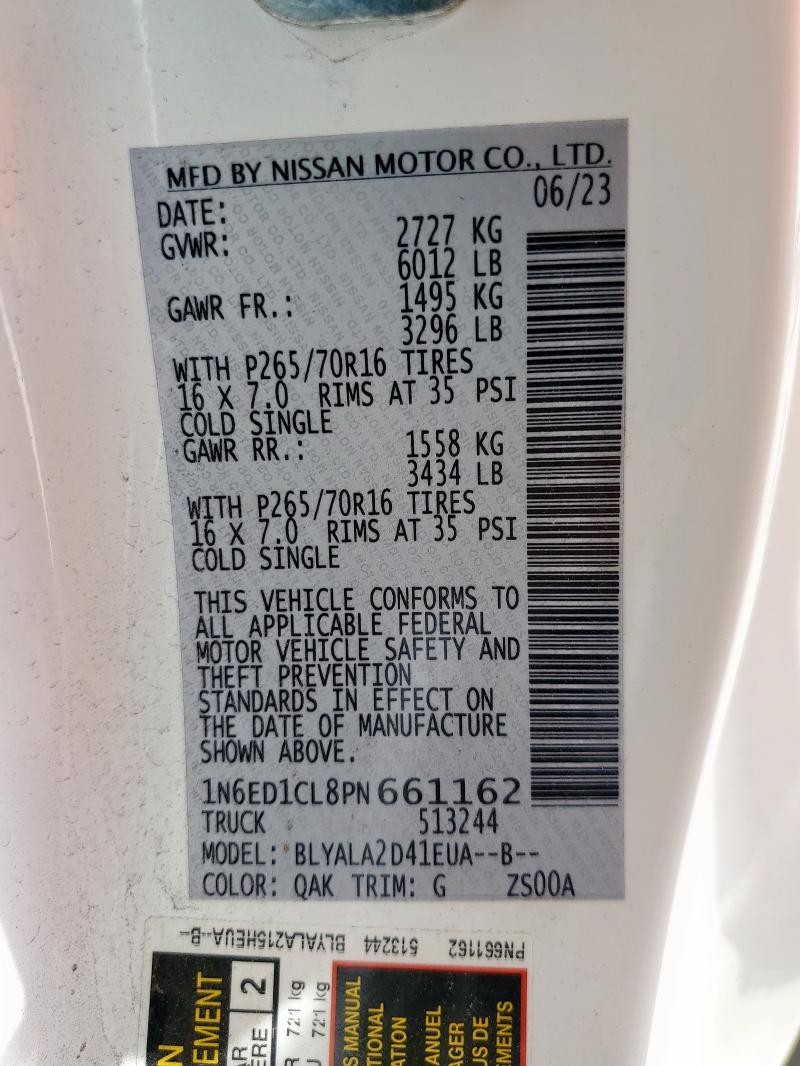 MFD BY NISSAN MOTOR CO., LTD.
DATE: 06/23
GVWR: 2727 KG
6012 LB
GAWR FR.: 1495 KG
3296 LB
WITH P265/70R16 TIRES
16 X 7.0 RIMS AT 35 PSI
COLD SINGLE
GAWR RR.: 1558 KG
3434 LB
WITH P265/70R16 TIRES
16 X 7.0 RIMS AT 35 PSI
COLD SINGLE
THIS VEHICLE CONFORMS TO
ALL APPLICABLE FEDERAL
MOTOR VEHICLE SAFETY AND
THEFT PREVENTION
STANDARDS IN EFFECT ON
THE DATE OF MANUFACTURE
SHOWN ABOVE.
1N6ED1CL8PN 661162
TRUCK 513244
MODEL: BLYALA2D41EUA--B--
COLOR: QAK TRIM: G ZS00A
PN661162 513244 BLYALA215HEUA--B--
2
721 kg
721 kg
S MANUAL